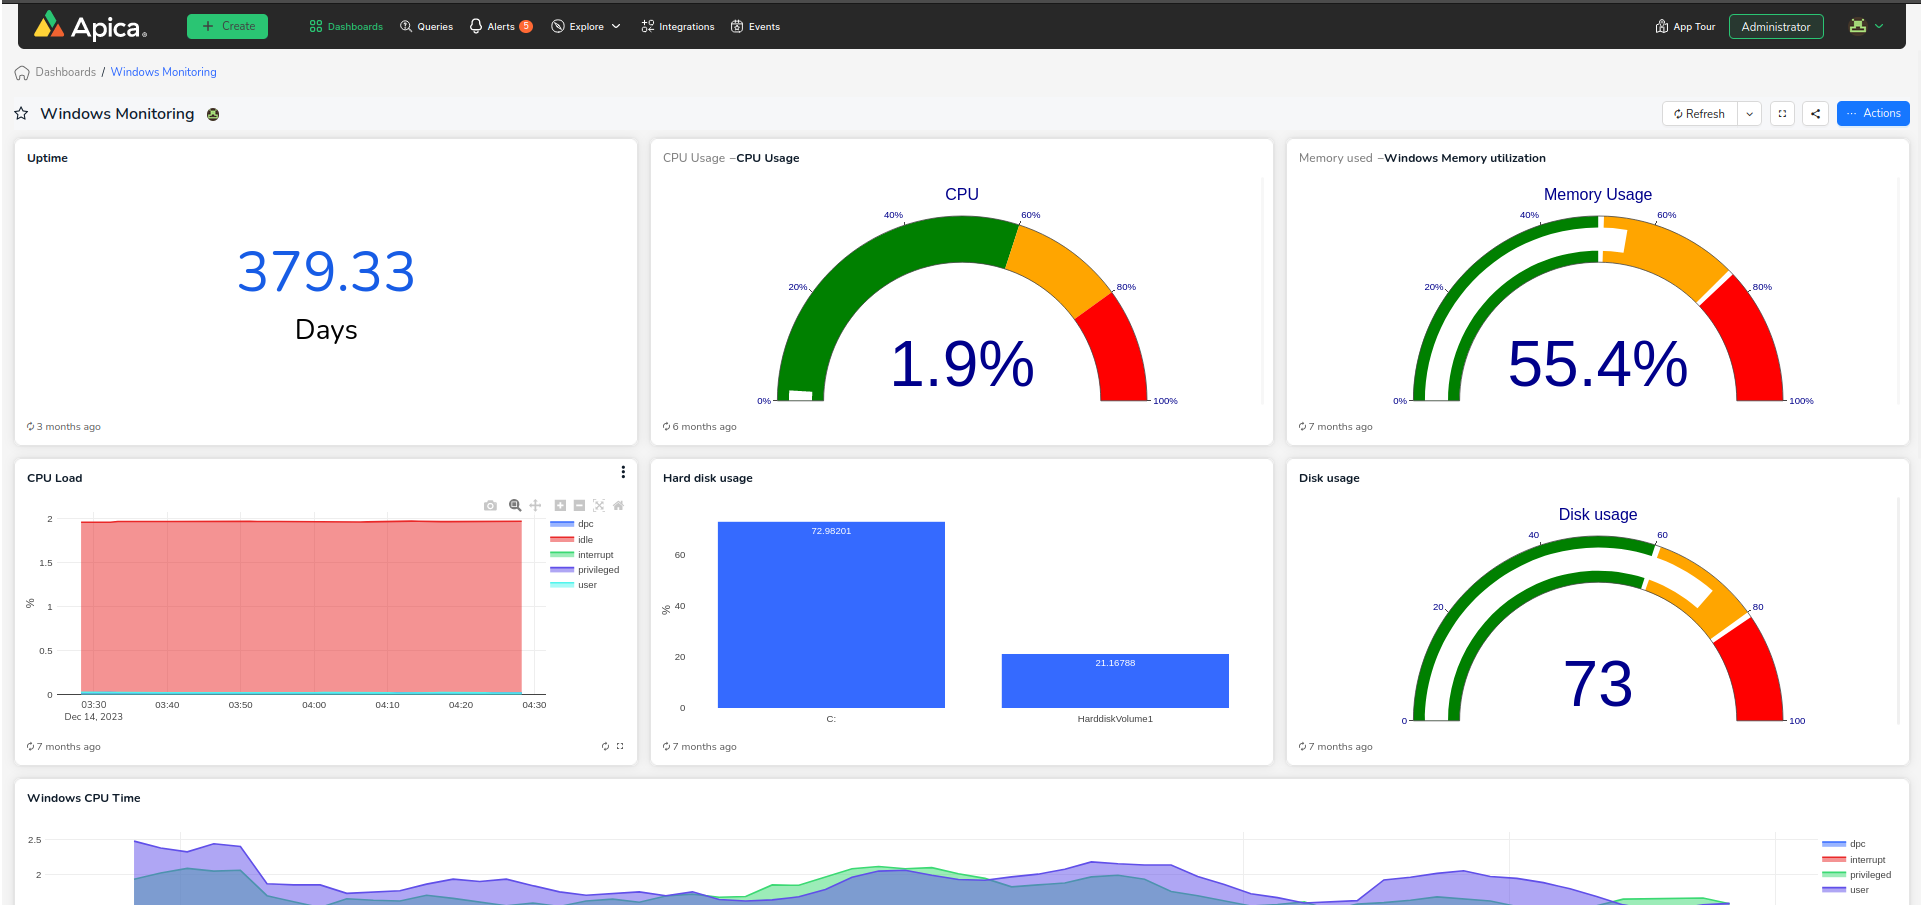 Apica
Create
Dashboards
Queries
Alerts 5
Explore
Integrations
Events
App Tour
Administrator
Dashboards / Windows Monitoring
Windows Monitoring
Refresh
Actions
Uptime
379.33
Days
3 months ago
CPU Usage –CPU Usage
CPU
0%
20%
40%
60%
80%
100%
1.9%
6 months ago
Memory used –Windows Memory utilization
Memory Usage
0%
20%
40%
60%
80%
100%
55.4%
7 months ago
CPU Load
2
1.5
1
0.5
0
%
03:30
03:40
03:50
04:00
04:10
04:20
04:30
Dec 14, 2023
dpc
idle
interrupt
privileged
user
7 months ago
Hard disk usage
60
40
20
0
%
72.98201
21.16788
C:
HarddiskVolume1
7 months ago
Disk usage
Disk usage
0
20
40
60
80
100
73
7 months ago
Windows CPU Time
2.5
2
dpc
interrupt
privileged
user